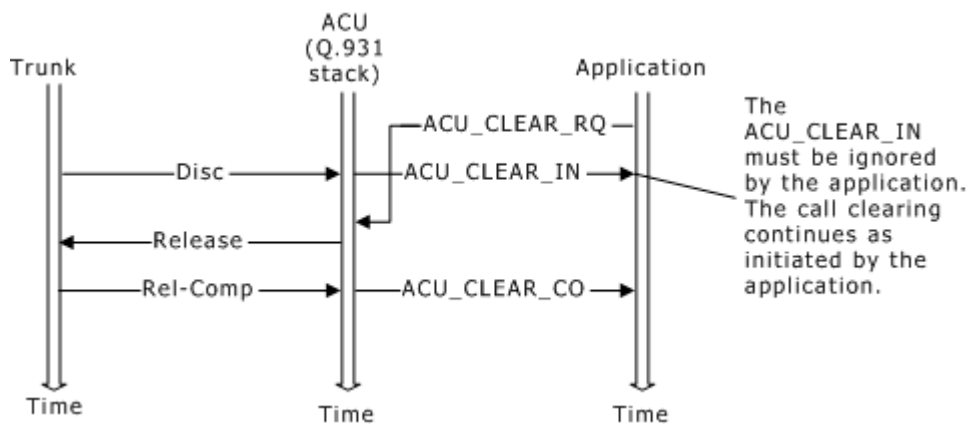 ACU
(Q.931
stack)
Trunk
Application
ACU_CLEAR_RQ
Disc
ACU_CLEAR_IN
Release
Rel-Comp
ACU_CLEAR_CO
The
ACU_CLEAR_IN
must be ignored
by the application.
The call clearing
continues as
initiated by the
application.
Time
Time
Time